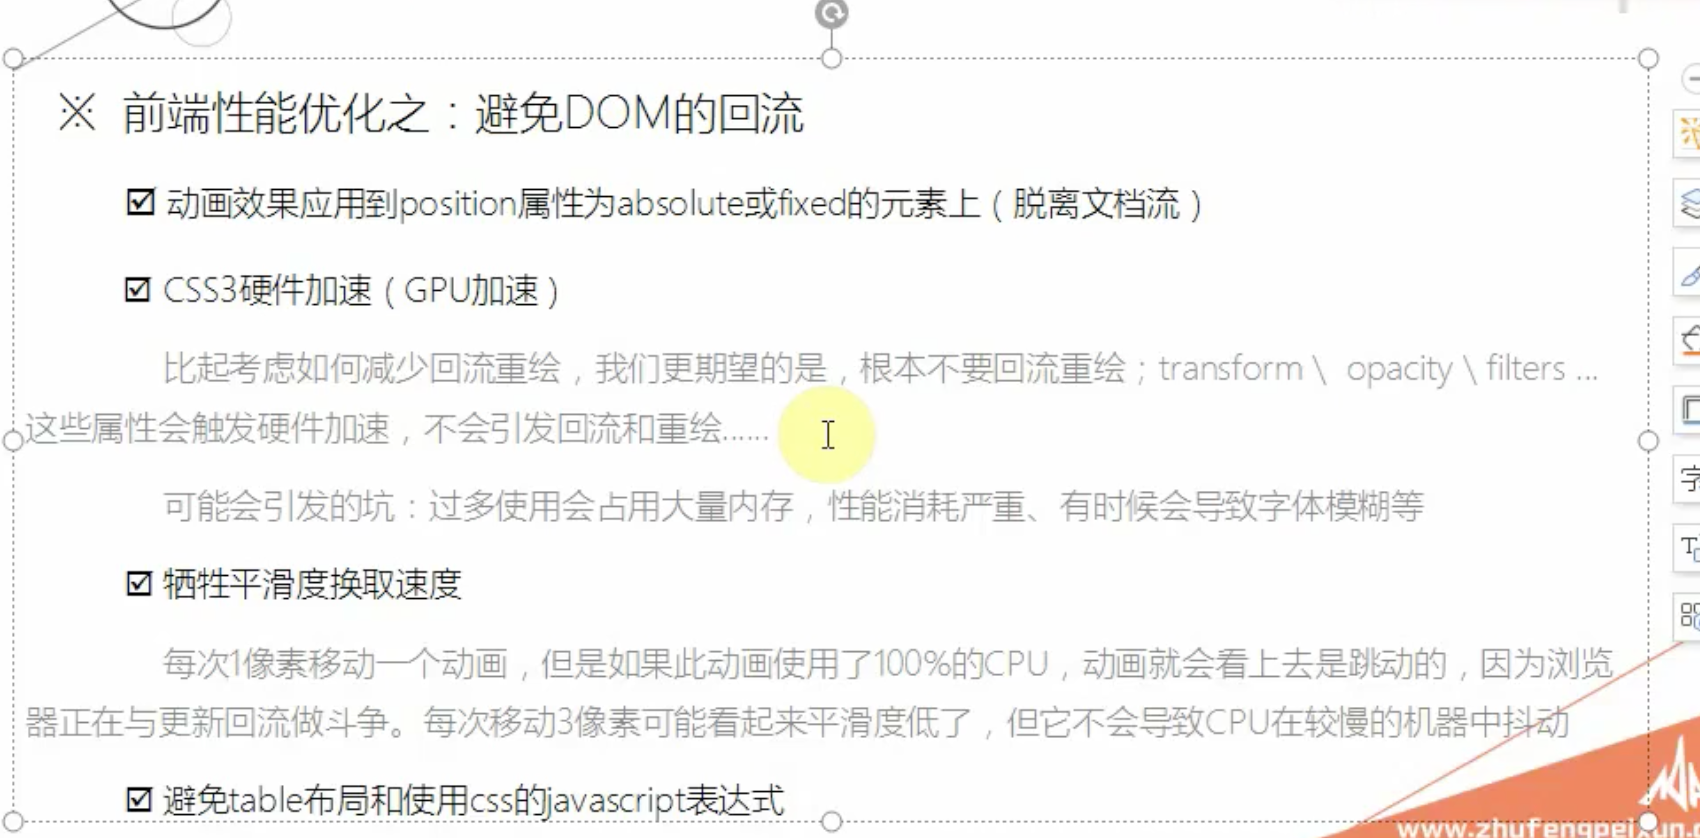 ※ 前端性能优化之：避免DOM的回流
☑ 动画效果应用到position属性为absolute或fixed的元素上（脱离文档流）
☑ CSS3硬件加速（GPU加速）
比起考虑如何减少回流重绘，我们更期望的是，根本不要回流重绘；transform \ opacity \ filters ...
这些属性会触发硬件加速，不会引发回流和重绘......
可能会引发的坑：过多使用会占用大量内存，性能消耗严重、有时候会导致字体模糊等
☑ 牺牲平滑度换取速度
每次1像素移动一个动画，但是如果此动画使用了100%的CPU，动画就会看上去是跳动的，因为浏览
器正在与更新回流做斗争。每次移动3像素可能看起来平滑度低了，但它不会导致CPU在较慢的机器中抖动
☑ 避免table布局和使用css的javascript表达式